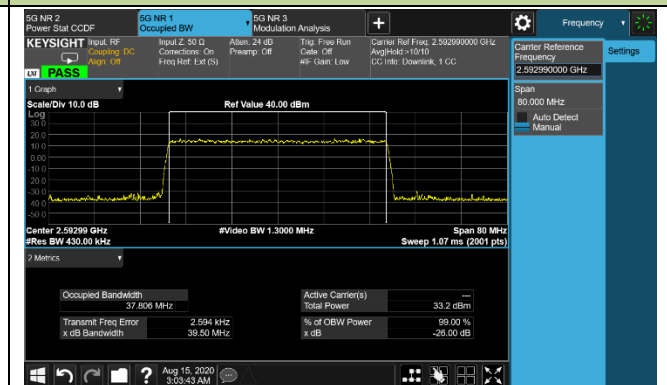 5G NR 2
Power Stat CCDF
5G NR 1
Occupied BW
5G NR 3
Modulation Analysis
Frequency
KEYSIGHT
Input: RF
Coupling: DC
Align: Off
Input Z: 50 Ω
Corrections: On
Freq Ref: Ext (S)
Atten: 24 dB
Preamp: Off
Trig: Free Run
Gate: Off
#IF Gain: Low
Carrier Ref Freq: 2.592990000 GHz
Avg|Hold:>10/10
CC Info: Downlink, 1 CC
LXI PASS
Carrier Reference
Frequency
2.592990000 GHz
Settings
Span
80.000 MHz
Auto Detect
Manual
1 Graph
Scale/Div 10.0 dB
Ref Value 40.00 dBm
Log
30.0
20.0
10.0
0.00
-10.0
-20.0
-30.0
-40.0
-50.0
Center 2.59299 GHz
#Video BW 1.3000 MHz
Span 80 MHz
#Res BW 430.00 kHz
Sweep 1.07 ms (2001 pts)
2 Metrics
Occupied Bandwidth
37.806 MHz
Active Carrier(s)
---
Total Power
33.2 dBm
Transmit Freq Error
2.594 kHz
% of OBW Power
99.00 %
x dB Bandwidth
39.50 MHz
x dB
-26.00 dB
Aug 15, 2020
3:03:43 AM